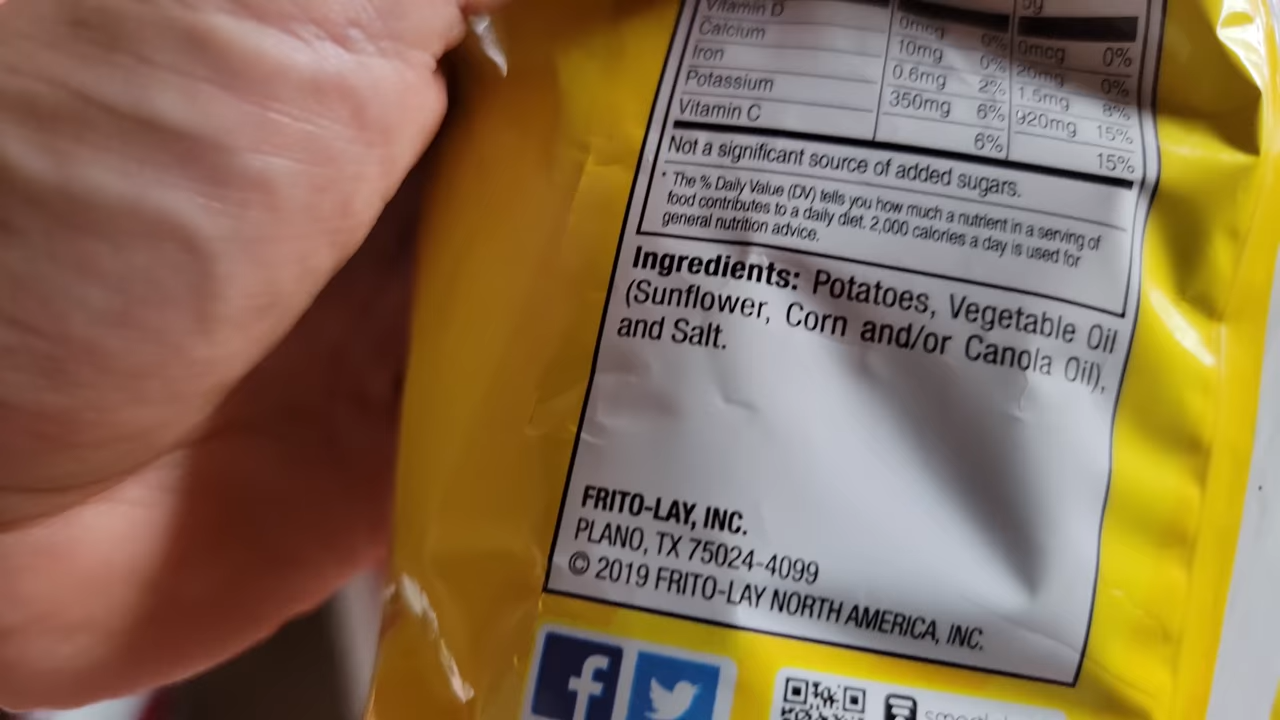 5g
Vitamin D 0mcg 0% 0mcg 0%
Calcium 10mg 0% 20mg 0%
Iron 0.6mg 2% 1.5mg 8%
Potassium 350mg 6% 920mg 15%
Vitamin C 6% 15%
Not a significant source of added sugars.
* The % Daily Value (DV) tells you how much a nutrient in a serving of
food contributes to a daily diet. 2,000 calories a day is used for
general nutrition advice.
Ingredients: Potatoes, Vegetable Oil
(Sunflower, Corn and/or Canola Oil),
and Salt.
FRITO-LAY, INC.
PLANO, TX 75024-4099
© 2019 FRITO-LAY NORTH AMERICA, INC.
f